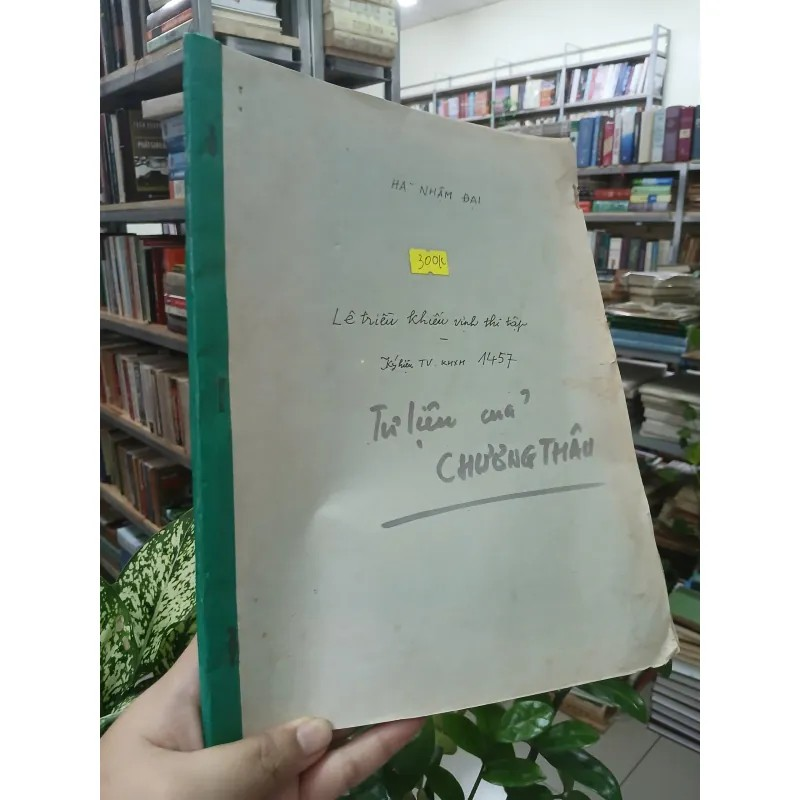 HÀ NHÂM ĐẠI
300k
Lê triều khiếu vịnh thi tập
Ký hiệu TV KHXH 1457
Tư liệu của
CHƯƠNG THÂU